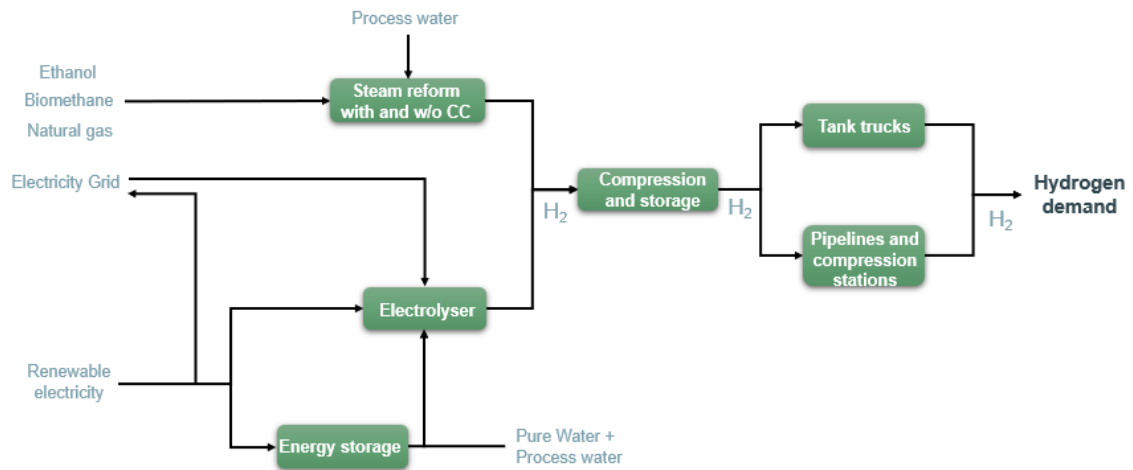 Process water
Ethanol
Biomethane
Natural gas
Steam reform
with and w/o CC
Tank trucks
Electricity Grid
Compression
and storage
H₂
H₂
Hydrogen
demand
H₂
Pipelines and
compression
stations
Electrolyser
Renewable
electricity
Energy storage
Pure Water +
Process water